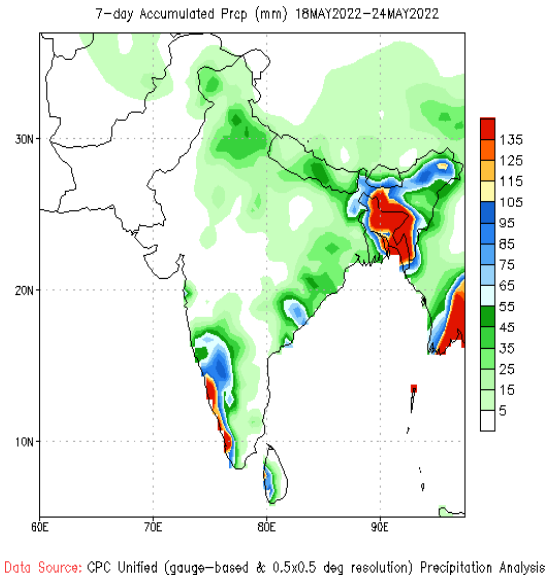 7-day Accumulated Prcp (mm) 18MAY2022-24MAY2022
30N
20N
10N
60E 70E 80E 90E
135
125
115
105
95
85
75
65
55
45
35
25
15
5
Data Source: CPC Unified (gauge-based & 0.5x0.5 deg resolution) Precipitation Analysis